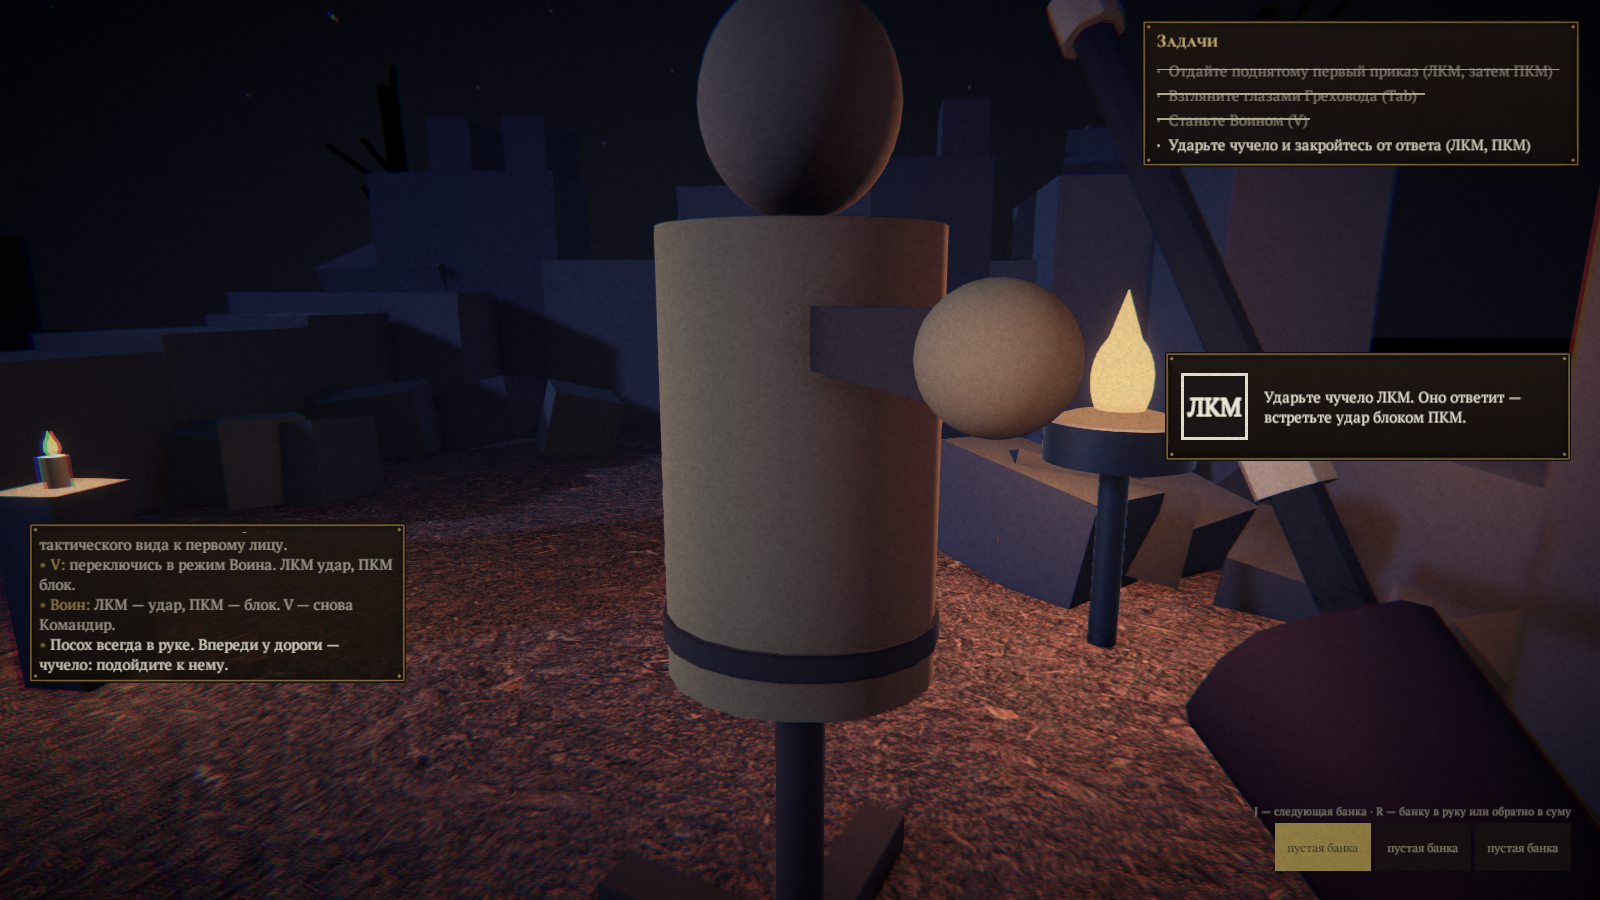 Задачи
· Отдайте поднятому первый приказ (ЛКМ, затем ПКМ)
· Взгляните глазами Греховода (Tab)
· Станьте Воином (V)
· Ударьте чучело и закройтесь от ответа (ЛКМ, ПКМ)
ЛКМ
Ударьте чучело ЛКМ. Оно ответит —
встретьте удар блоком ПКМ.
тактического вида к первому лицу.
• V: переключись в режим Воина. ЛКМ удар, ПКМ
блок.
• Воин: ЛКМ — удар, ПКМ — блок. V — снова
Командир.
• Посох всегда в руке. Впереди у дороги —
чучело: подойдите к нему.
— следующая банка · R — банку в руку или обратно в суму
пустая банка
пустая банка
пустая банка